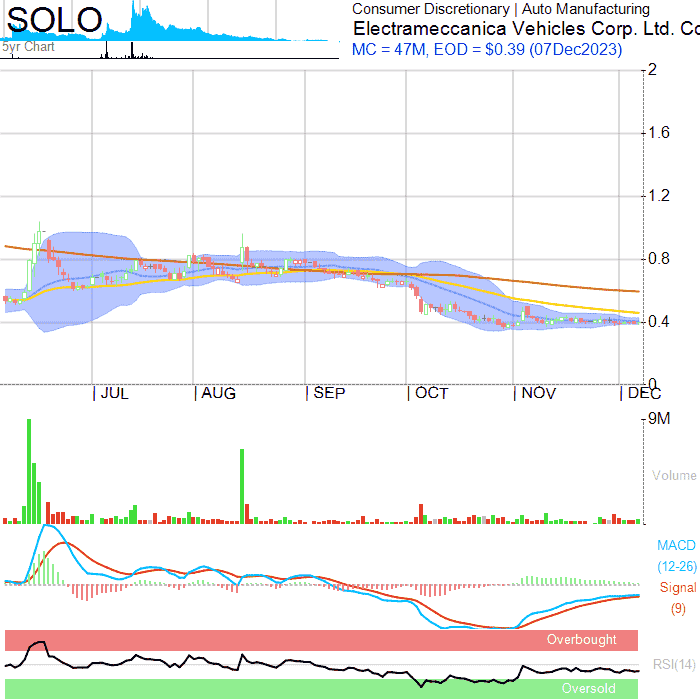 SOLO
5yr Chart
Consumer Discretionary | Auto Manufacturing
Electrameccanica Vehicles Corp. Ltd. Co
MC = 47M, EOD = $0.39 (07Dec2023)
2
1.6
1.2
0.8
0.4
0
JUL AUG SEP OCT NOV DEC
9M
Volume
MACD
(12-26)
Signal
(9)
Overbought
RSI(14)
Oversold